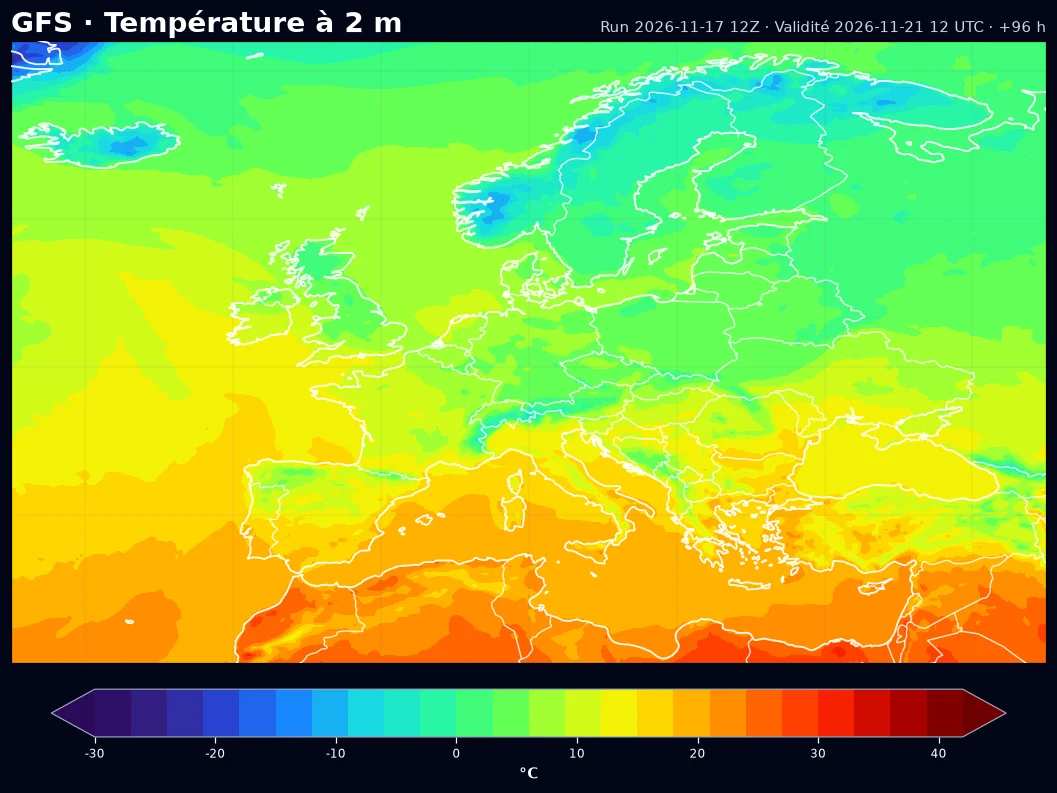 GFS · Température à 2 m
Run 2026-11-17 12Z · Validité 2026-11-21 12 UTC · +96 h
-30 -20 -10 0 10 20 30 40
°C